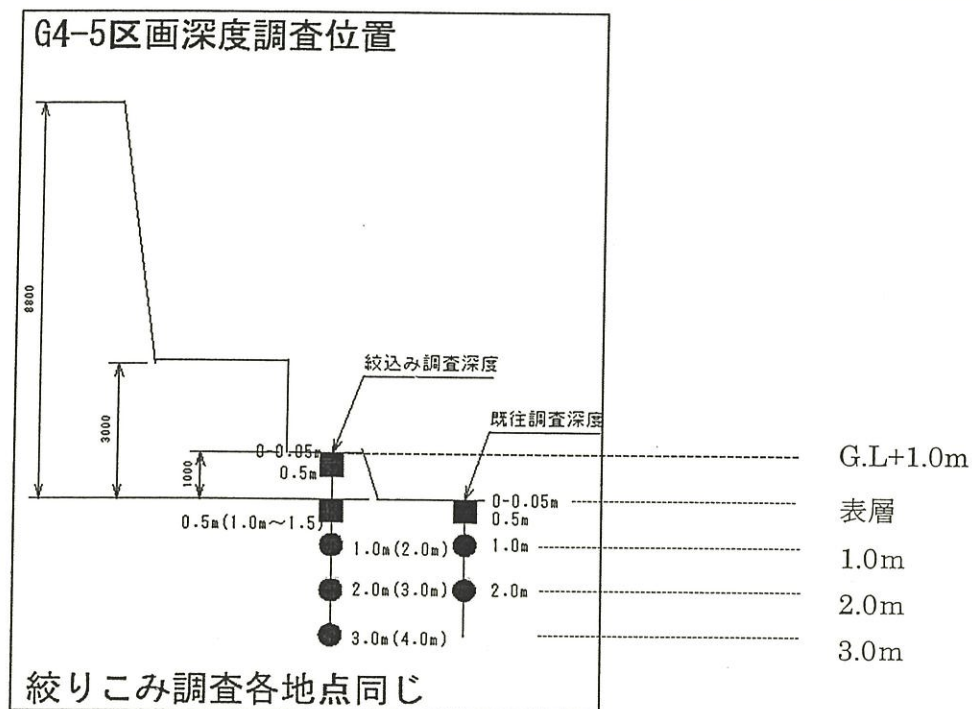 G4-5区画深度調査位置
8800
3000
1000
絞込み調査深度
既往調査深度
0-0.05m
0.5m
G.L+1.0m
0-0.05m
0.5m
表層
0.5m(1.0m～1.5)
1.0m(2.0m)
1.0m
1.0m
2.0m(3.0m)
2.0m
2.0m
3.0m(4.0m)
3.0m
絞りこみ調査各地点同じ